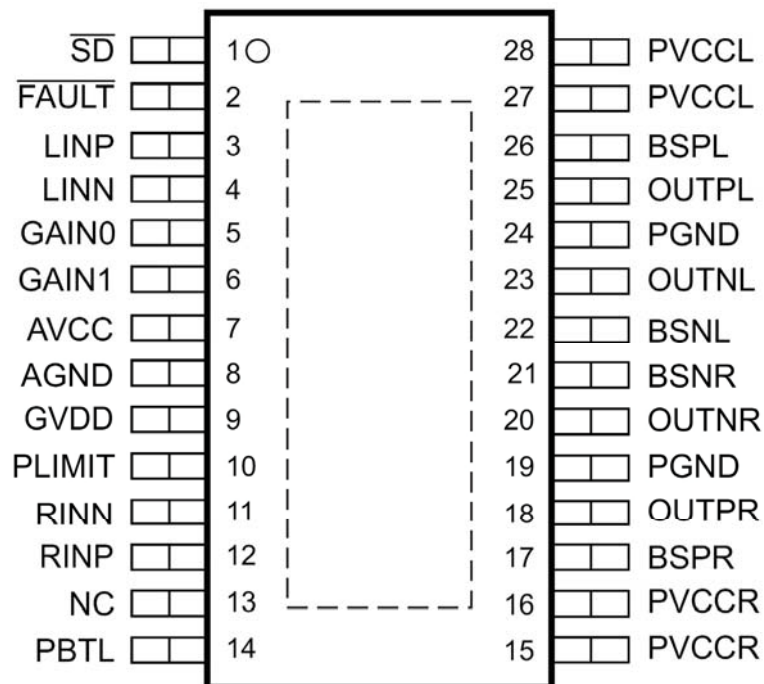 SD 1 28 PVCCL
FAULT 2 27 PVCCL
LINP 3 26 BSPL
LINN 4 25 OUTPL
GAIN0 5 24 PGND
GAIN1 6 23 OUTNL
AVCC 7 22 BSNL
AGND 8 21 BSNR
GVDD 9 20 OUTNR
PLIMIT 10 19 PGND
RINN 11 18 OUTPR
RINP 12 17 BSPR
NC 13 16 PVCCR
PBTL 14 15 PVCCR